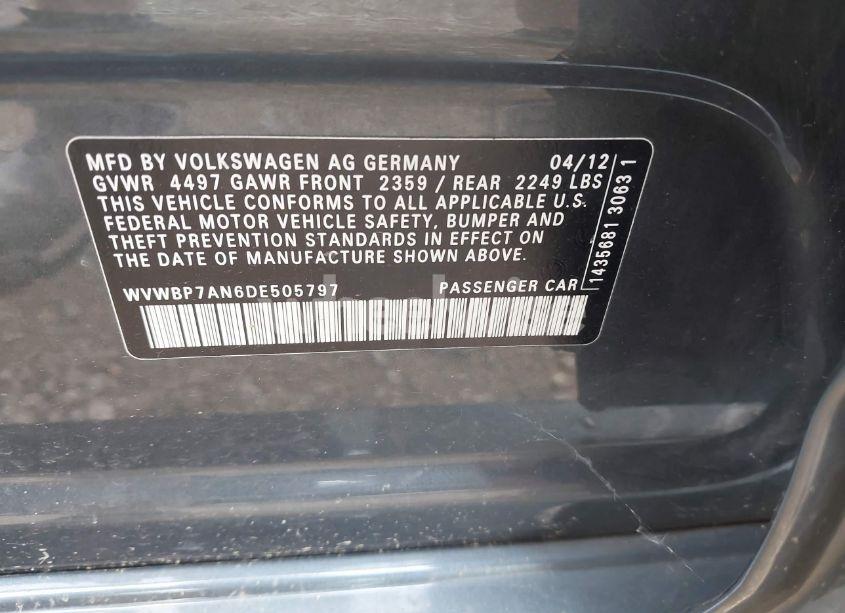 MFD BY VOLKSWAGEN AG GERMANY 04/12
GVWR 4497 GAWR FRONT 2359 / REAR 2249 LBS
THIS VEHICLE CONFORMS TO ALL APPLICABLE U.S.
FEDERAL MOTOR VEHICLE SAFETY, BUMPER AND
THEFT PREVENTION STANDARDS IN EFFECT ON
THE DATE OF MANUFACTURE SHOWN ABOVE.
WVWBP7AN6DE505797 PASSENGER CAR
1435681 3063 1